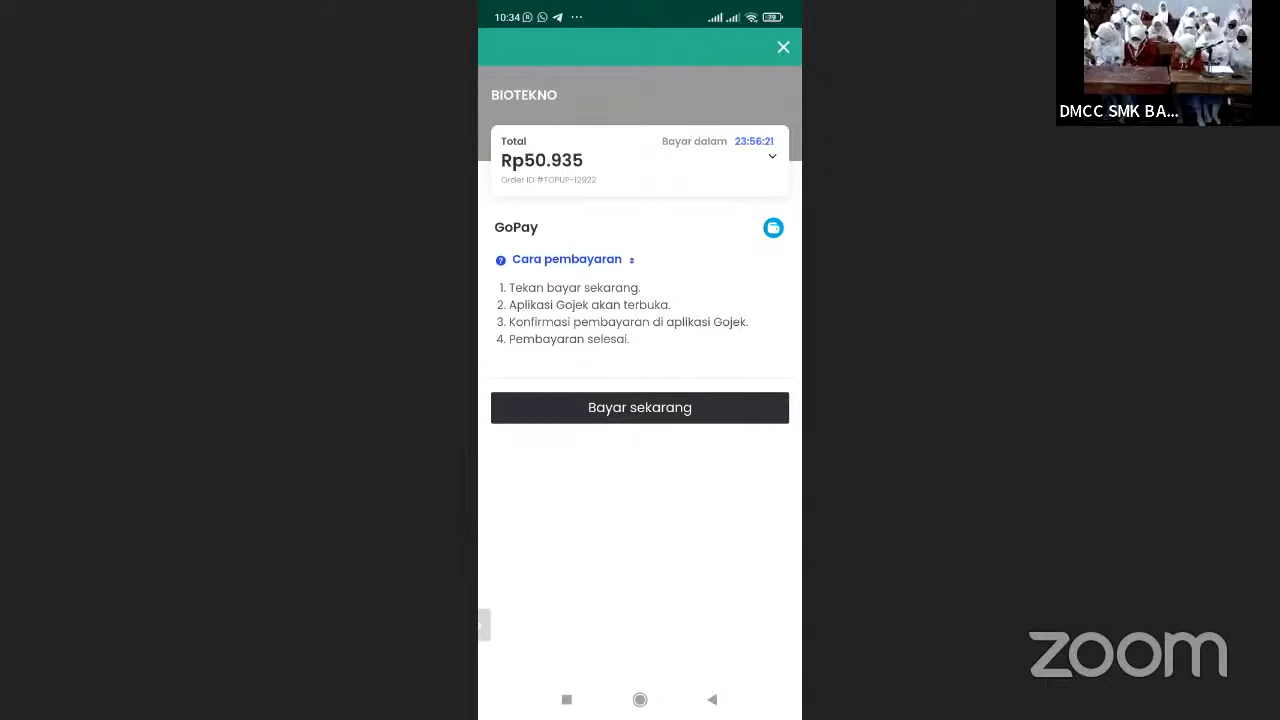 10:34
79
BIOTEKNO
Total
Bayar dalam 23:56:21
Rp50.935
Order ID #TOPUP-12922
GoPay
Cara pembayaran
1. Tekan bayar sekarang.
2. Aplikasi Gojek akan terbuka.
3. Konfirmasi pembayaran di aplikasi Gojek.
4. Pembayaran selesai.
Bayar sekarang
DMCC SMK BA...
zoom